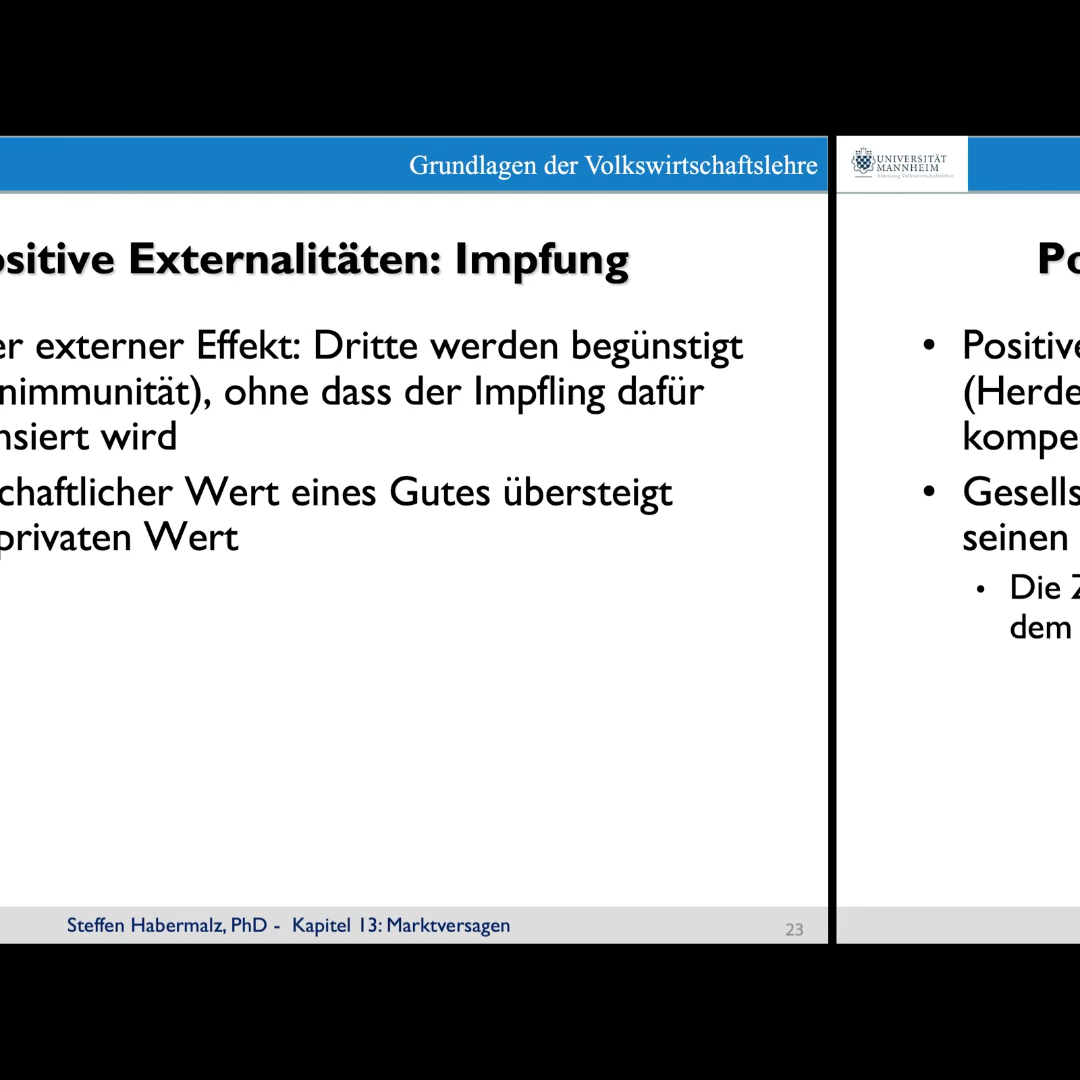 Grundlagen der Volkswirtschaftslehre
ositive Externalitäten: Impfung
er externer Effekt: Dritte werden begünstigt
nimmunität), ohne dass der Impfling dafür
nsiert wird
chaftlicher Wert eines Gutes übersteigt
privaten Wert
Steffen Habermalz, PhD - Kapitel 13: Marktversagen
23
UNIVERSITÄT
MANNHEIM
Abteilung Volkswirtschaftslehre
Po
• Positive
(Herde
kompe
• Gesells
seinen
• Die Z
dem